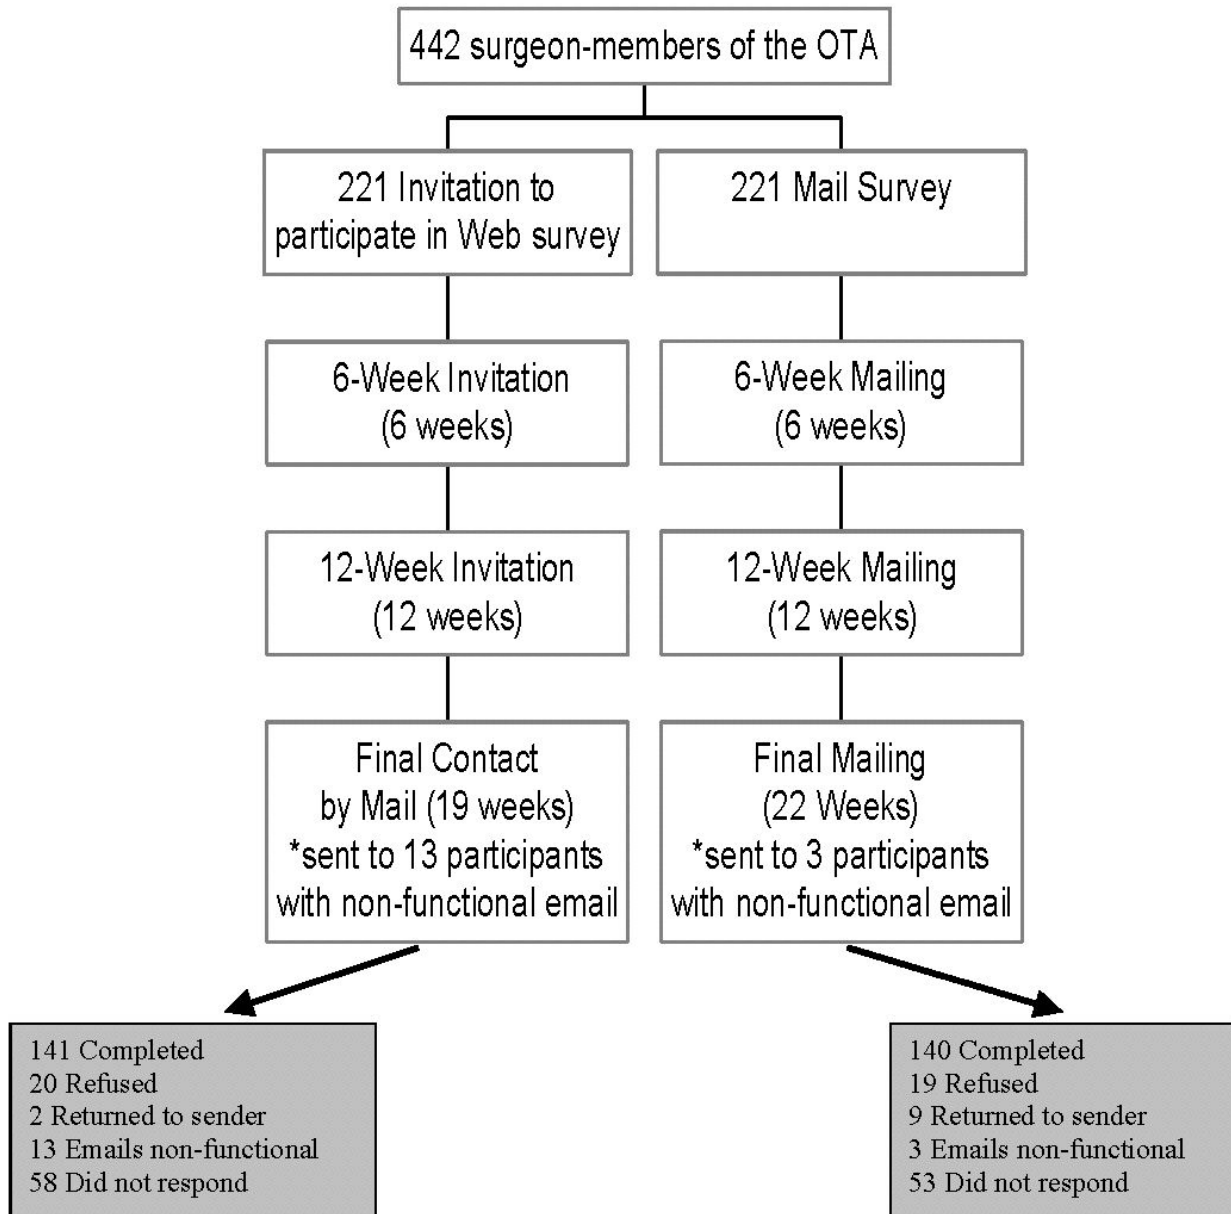 442 surgeon-members of the OTA
221 Invitation to
participate in Web survey
221 Mail Survey
6-Week Invitation
(6 weeks)
6-Week Mailing
(6 weeks)
12-Week Invitation
(12 weeks)
12-Week Mailing
(12 weeks)
Final Contact
by Mail (19 weeks)
*sent to 13 participants
with non-functional email
Final Mailing
(22 Weeks)
*sent to 3 participants
with non-functional email
141 Completed
20 Refused
2 Returned to sender
13 Emails non-functional
58 Did not respond
140 Completed
19 Refused
9 Returned to sender
3 Emails non-functional
53 Did not respond